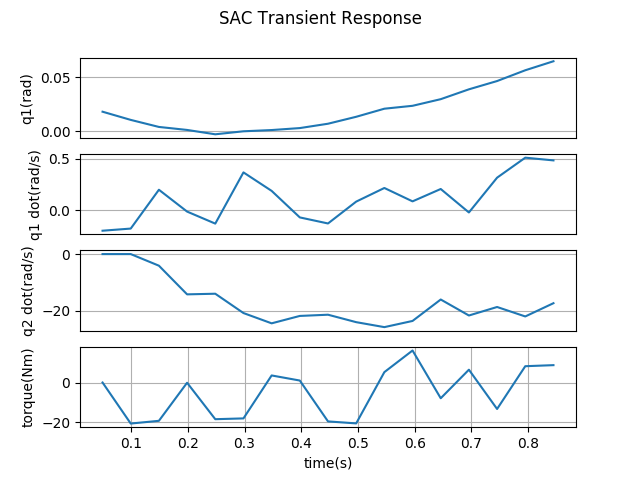 SAC Transient Response
q1(rad)
0.05
0.00
q1 dot(rad/s)
0.5
0.0
q2 dot(rad/s)
0
−20
torque(Nm)
0
−20
0.1 0.2 0.3 0.4 0.5 0.6 0.7 0.8
time(s)